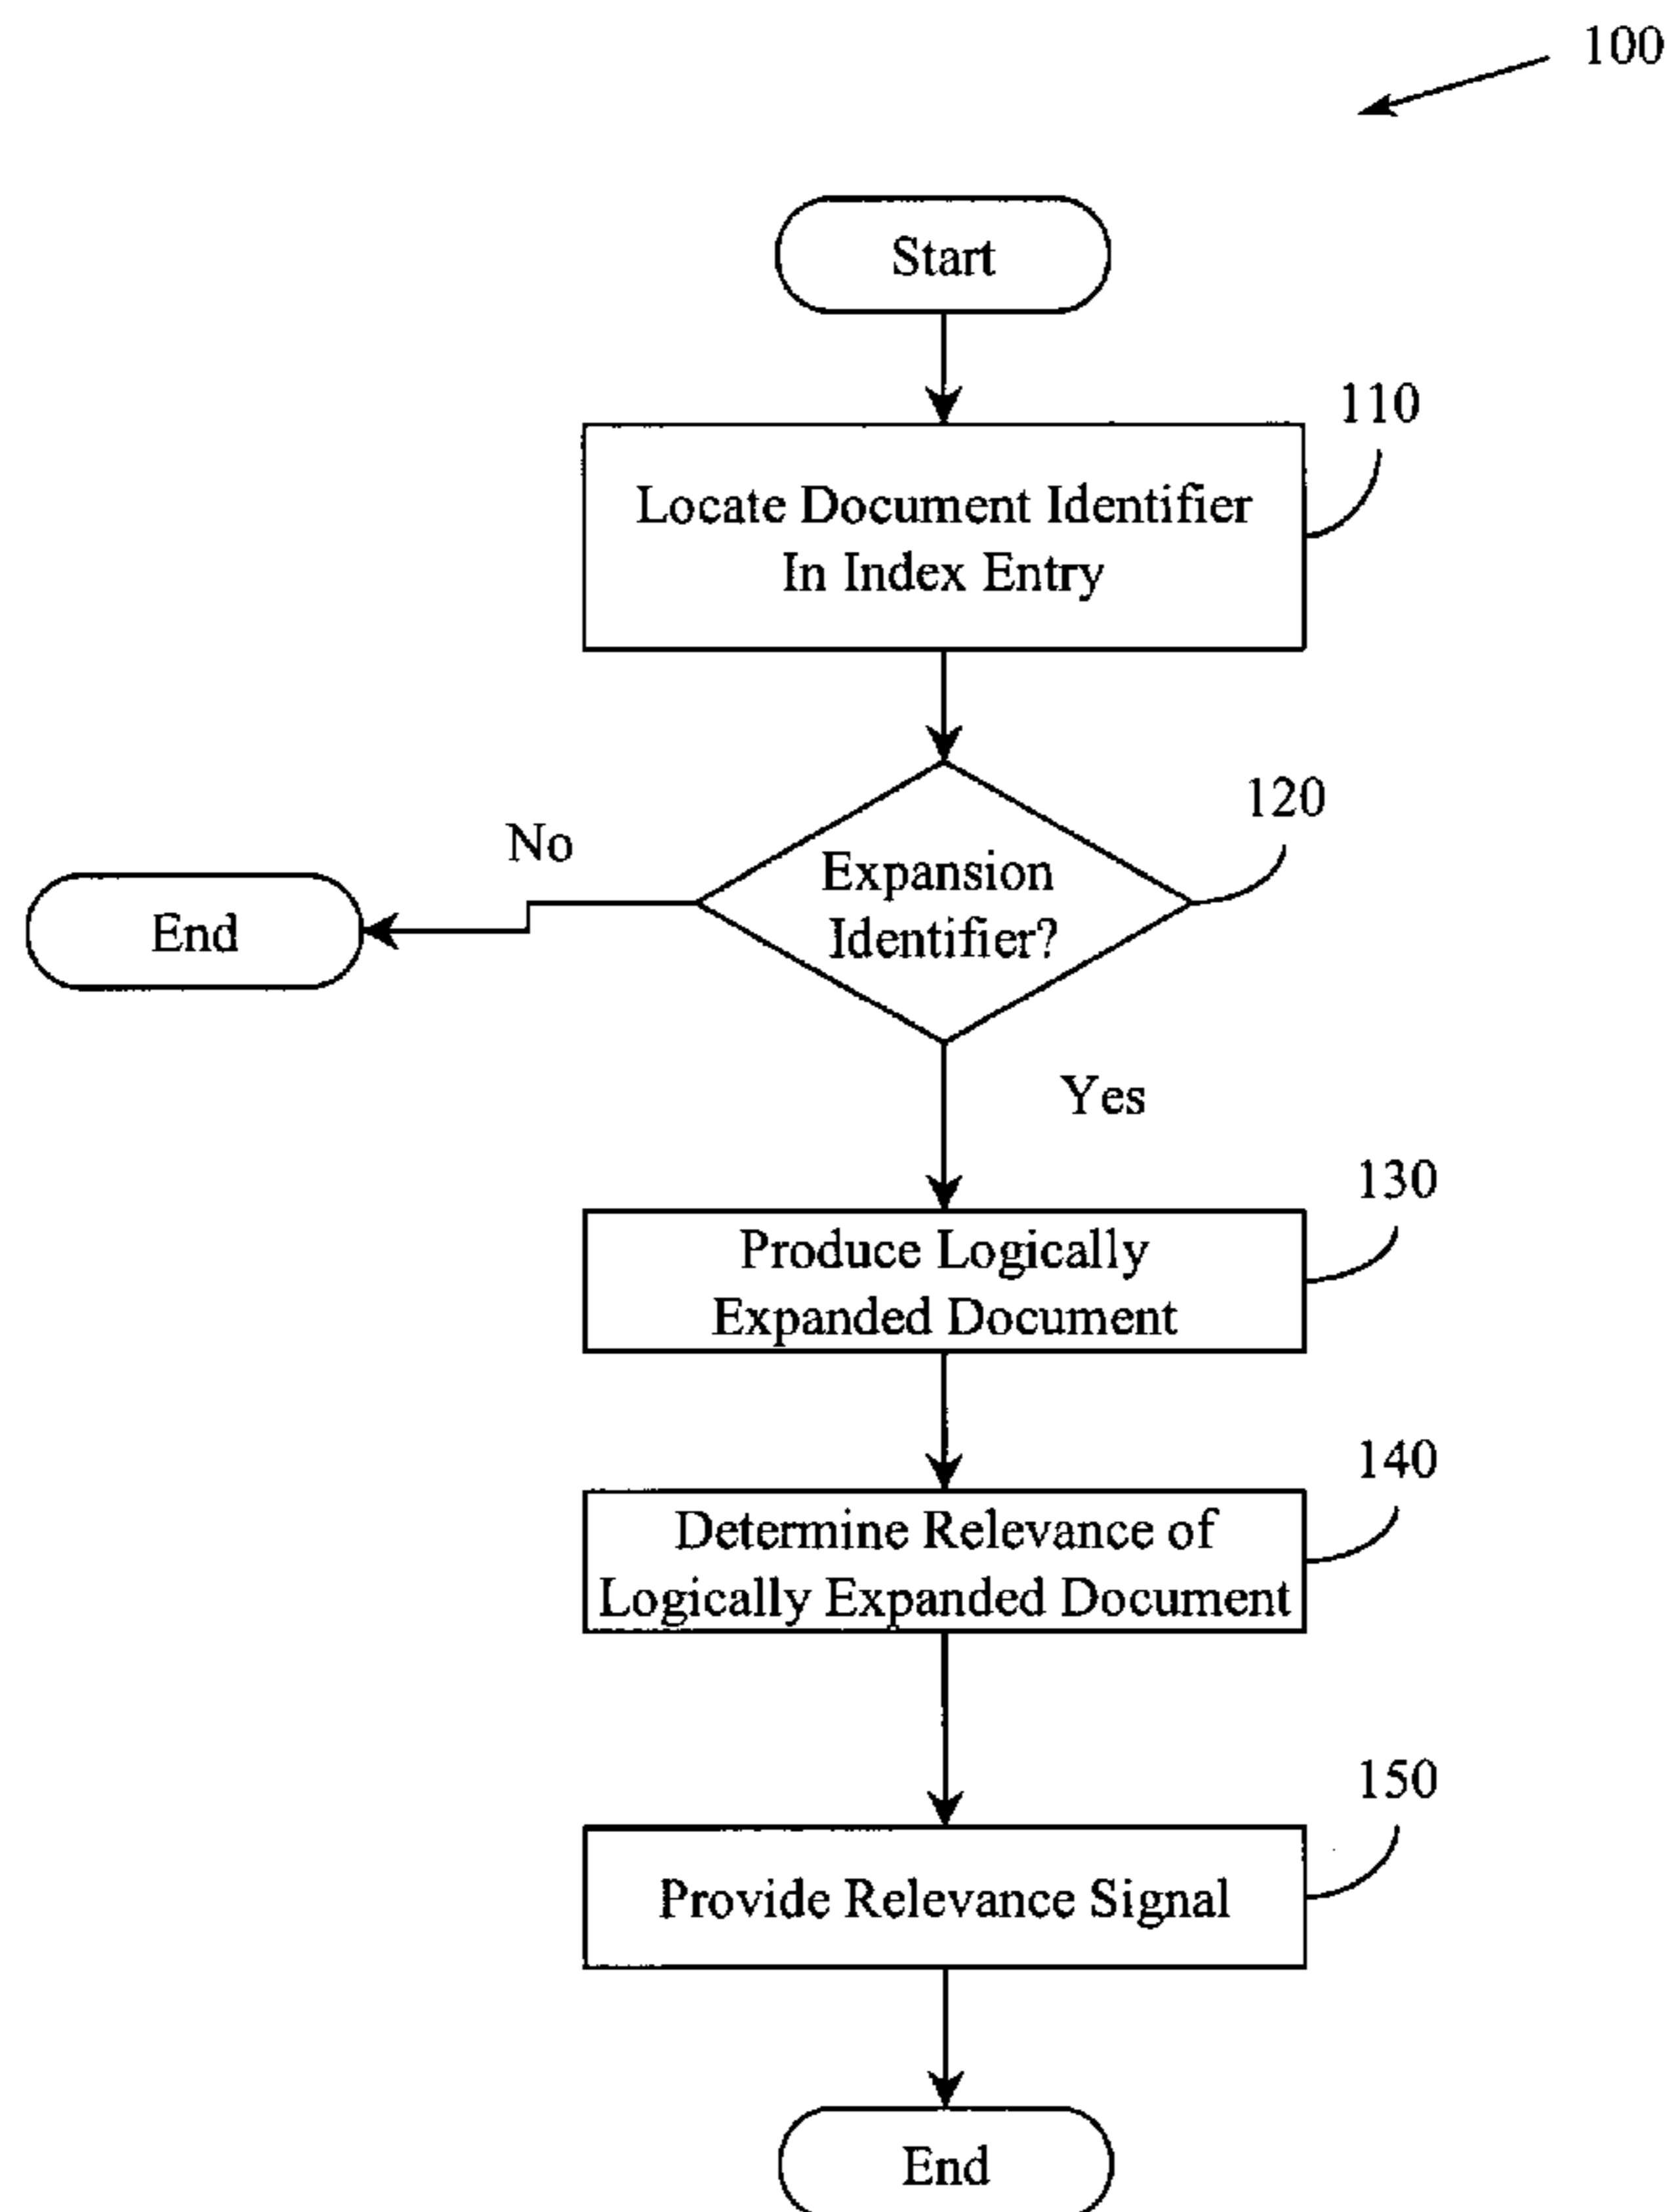 100
Start
110
Locate Document Identifier
In Index Entry
120
No
Expansion
Identifier?
End
Yes
130
Produce Logically
Expanded Document
140
Determine Relevance of
Logically Expanded Document
150
Provide Relevance Signal
End